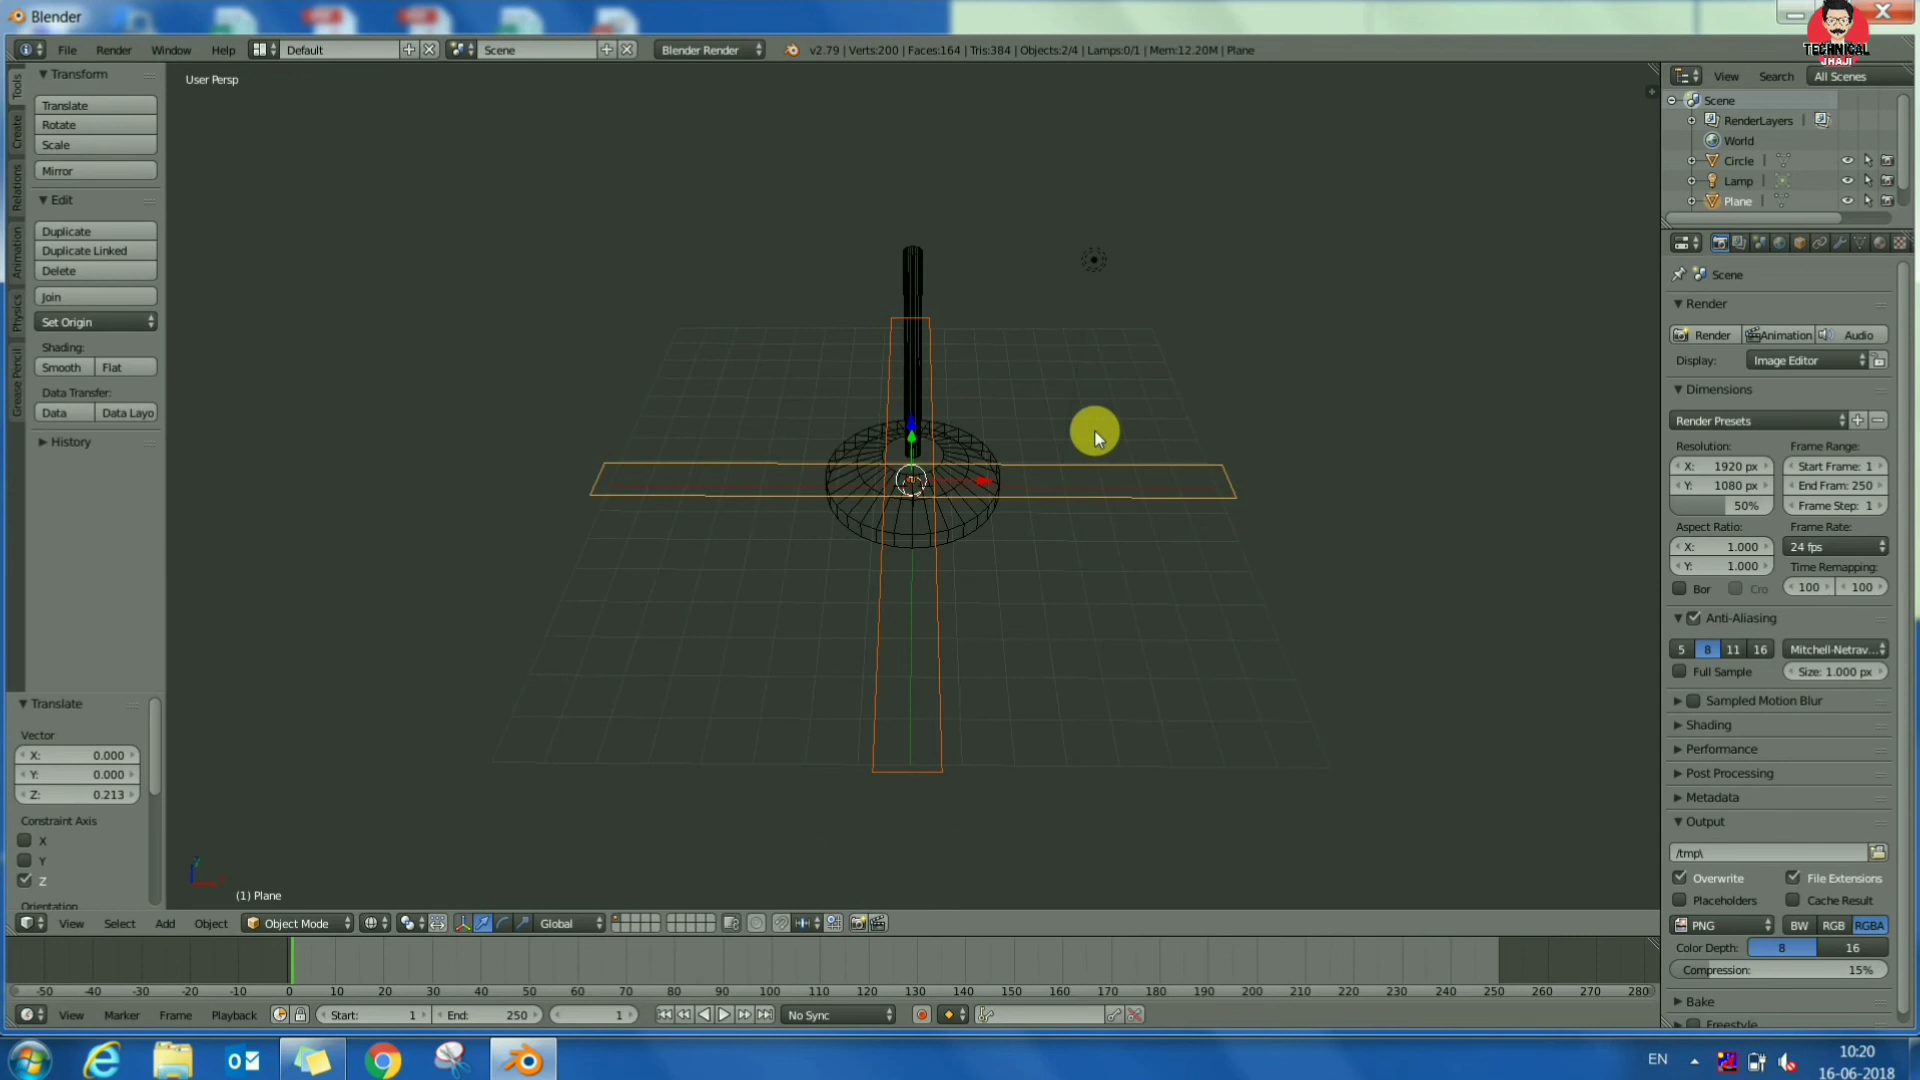 Blender
TECHNICAL
JHAJI
File Render Window Help Default Scene Blender Render v2.79 | Verts:200 | Faces:164 | Tris:384 | Objects:2/4 | Lamps:0/1 | Mem:12.20M | Plane
Tools
Create
Relations
Animation
Physics
Grease Pencil
Transform
Translate
Rotate
Scale
Mirror
Edit
Duplicate
Duplicate Linked
Delete
Join
Set Origin
Shading:
Smooth Flat
Data Transfer:
Data Data Layo
History
Translate
Vector
X: 0.000
Y: 0.000
Z: 0.213
Constraint Axis
X
Y
Z
Orientation
User Persp
(1) Plane
View Select Add Object Object Mode Global
View Search All Scenes
Scene
RenderLayers
World
Circle
Lamp
Plane
Scene
Render
Render Animation Audio
Display: Image Editor
Dimensions
Render Presets
Resolution: Frame Range:
X: 1920 px Start Frame: 1
Y: 1080 px End Fram: 250
50% Frame Step: 1
Aspect Ratio: Frame Rate:
X: 1.000 24 fps
Y: 1.000 Time Remapping:
Bor Cro 100 100
Anti-Aliasing
5 8 11 16 Mitchell-Netrav...
Full Sample Size: 1.000 px
Sampled Motion Blur
Shading
Performance
Post Processing
Metadata
Output
/tmp\
Overwrite File Extensions
Placeholders Cache Result
PNG BW RGB RGBA
Color Depth: 8 16
Compression: 15%
Bake
Freestyle
-50 -40 -30 -20 -10 0 10 20 30 40 50 60 70 80 90 100 110 120 130 140 150 160 170 180 190 200 210 220 230 240 250 260 270 280
View Marker Frame Playback Start: 1 End: 250 1 No Sync
EN
10:20
16-06-2018